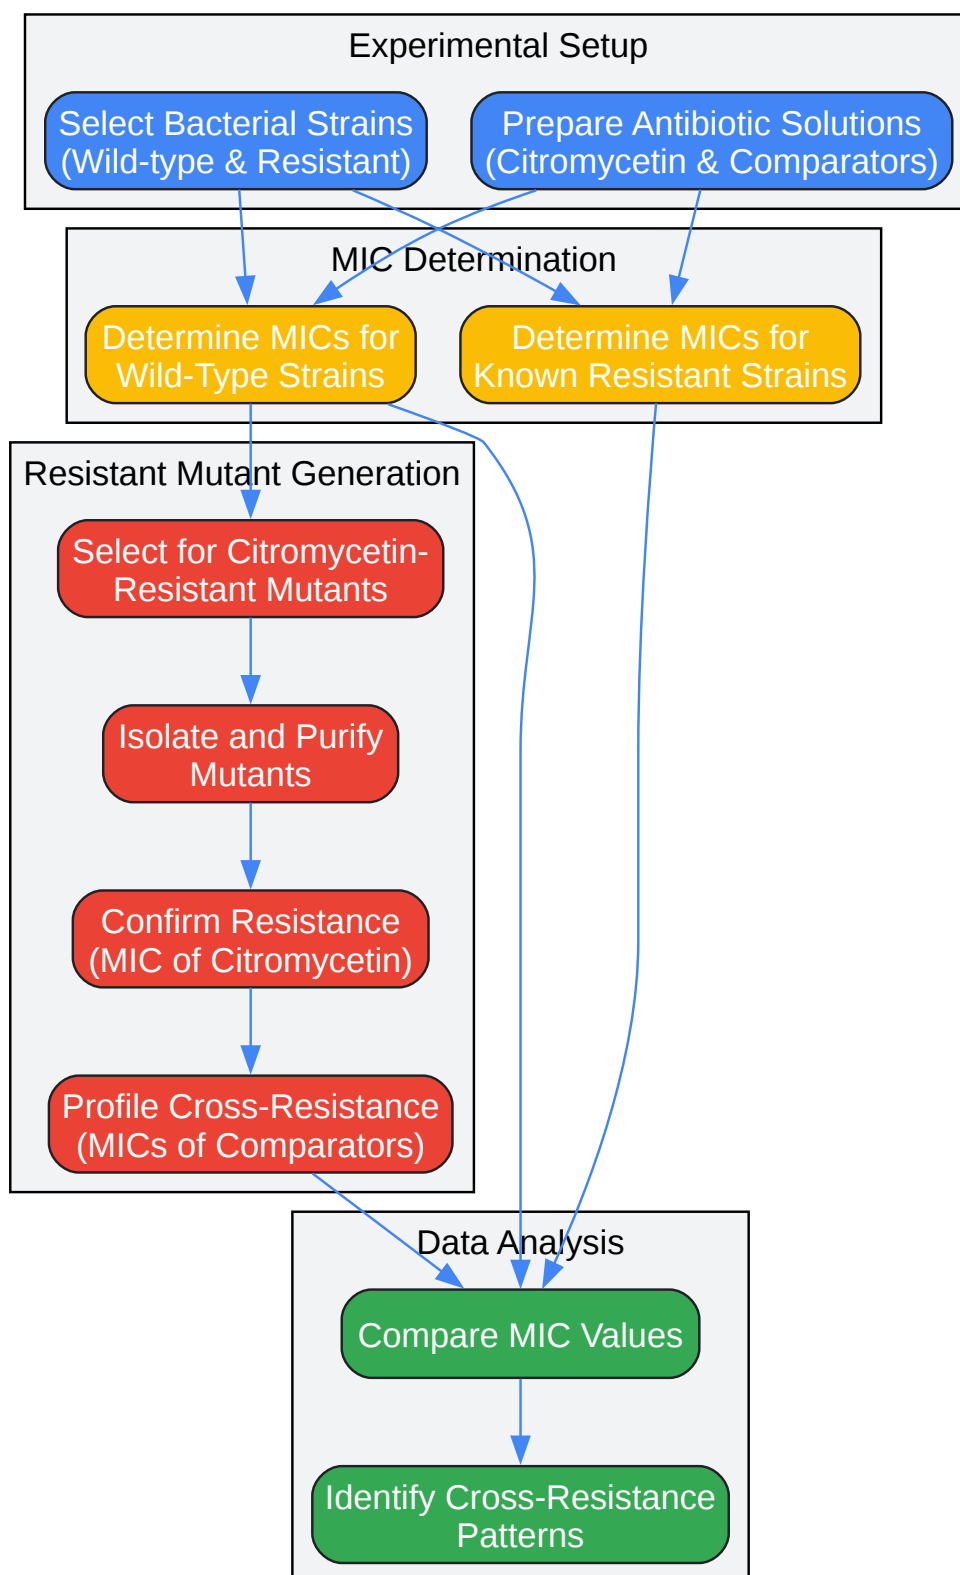 Experimental Setup
Select Bacterial Strains
(Wild-type & Resistant)
Prepare Antibiotic Solutions
(Citromycetin & Comparators)
MIC Determination
Determine MICs for
Wild-Type Strains
Determine MICs for
Known Resistant Strains
Resistant Mutant Generation
Select for Citromycetin-
Resistant Mutants
Isolate and Purify
Mutants
Confirm Resistance
(MIC of Citromycetin)
Profile Cross-Resistance
(MICs of Comparators)
Data Analysis
Compare MIC Values
Identify Cross-Resistance
Patterns